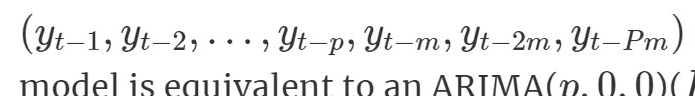 (y_{t−1}, y_{t−2}, . . . , y_{t−p}, y_{t−m}, y_{t−2m}, y_{t−Pm})
model is equivalent to an ARIMA(p, 0, 0)(